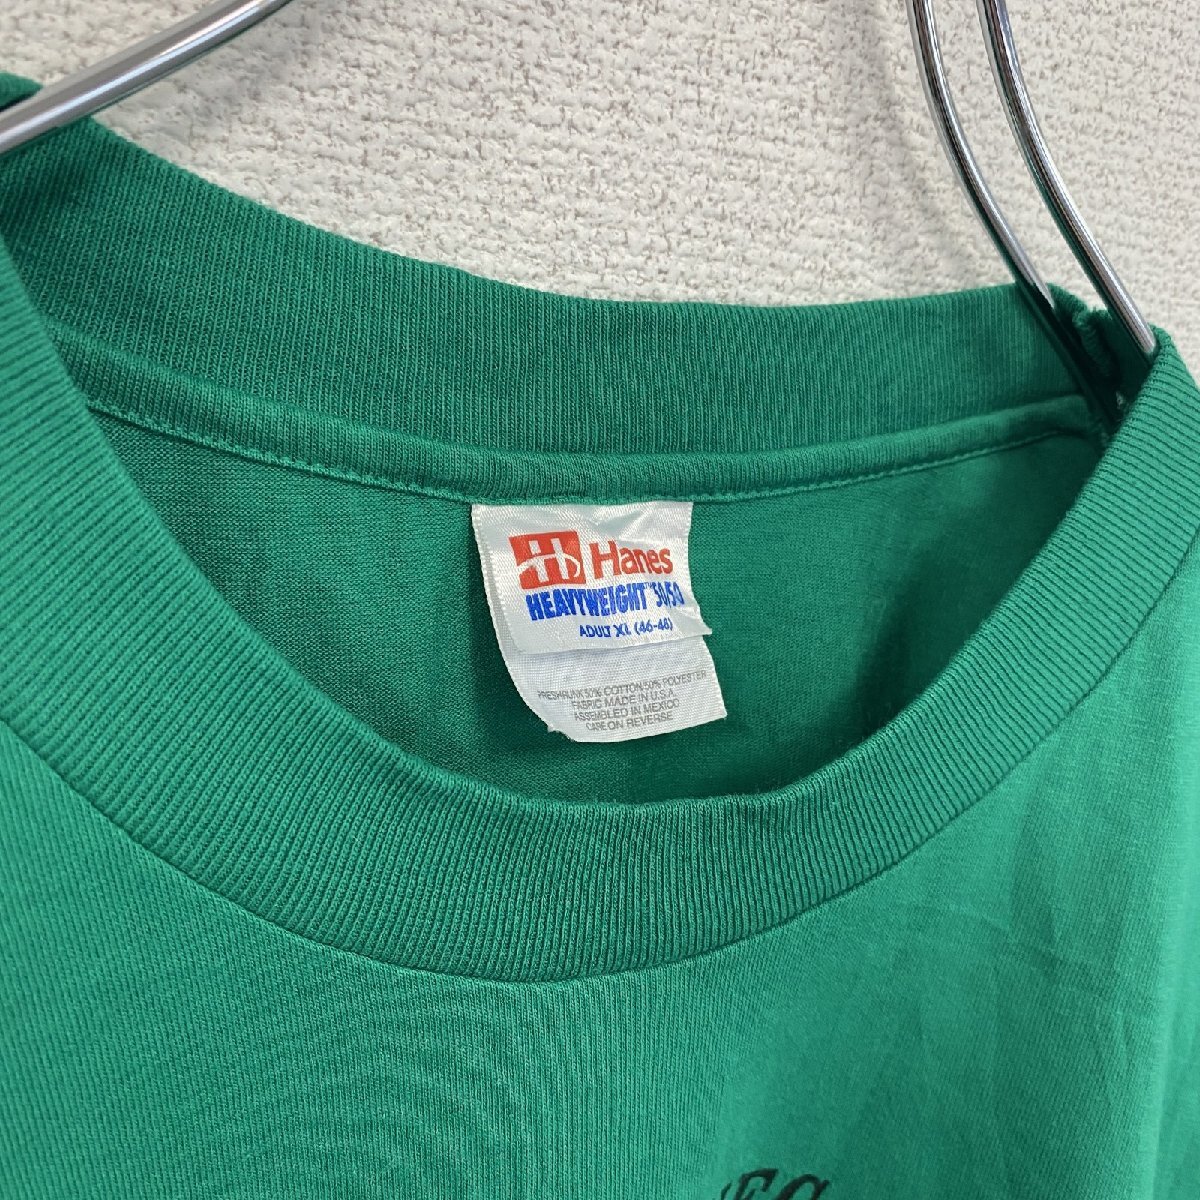 Hanes
HEAVYWEIGHT™ 50/50
ADULT XL (46-48)
PRESHRUNK 50% COTTON 50% POLYESTER
FABRIC MADE IN U.S.A.
ASSEMBLED IN MEXICO
CARE ON REVERSE